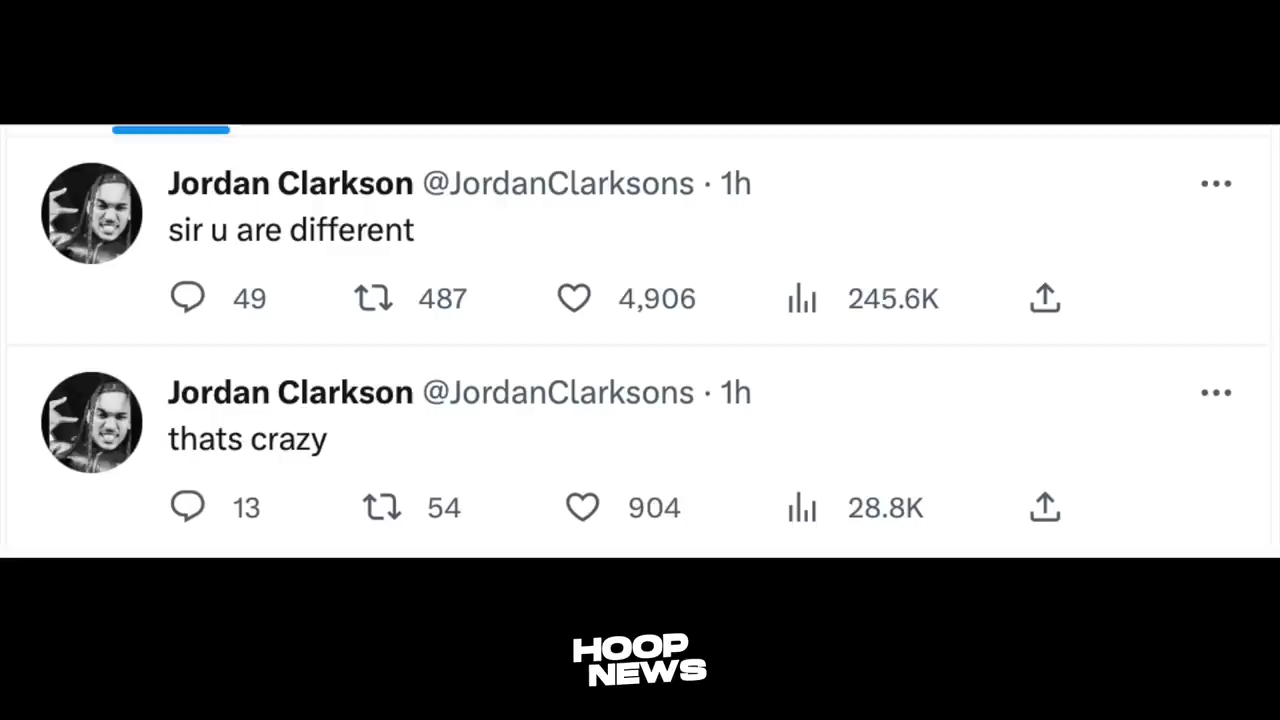 Jordan Clarkson @JordanClarksons · 1h
sir u are different
49 487 4,906 245.6K
Jordan Clarkson @JordanClarksons · 1h
thats crazy
13 54 904 28.8K
HOOP
NEWS